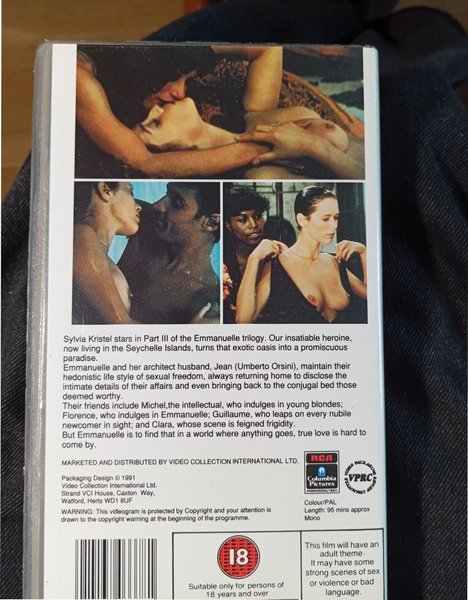 Sylvia Kristel stars in Part III of the Emmanuelle trilogy. Our insatiable heroine,
now living in the Seychelle Islands, turns that exotic oasis into a promiscuous
paradise.
Emmanuelle and her architect husband, Jean (Umberto Orsini), maintain their
hedonistic life style of sexual freedom, always returning home to disclose the
intimate details of their affairs and even bringing back to the conjugal bed those
deemed worthy.
Their friends include Michel,the intellectual, who indulges in young blondes;
Florence, who indulges in Emmanuelle; Guillaume, who leaps on every nubile
newcomer in sight; and Clara, whose scene is feigned frigidity.
But Emmanuelle is to find that in a world where anything goes, true love is hard to
come by.
MARKETED AND DISTRIBUTED BY VIDEO COLLECTION INTERNATIONAL LTD.
Packaging Design © 1991
Video Collection International Ltd.
Strand VCI House, Caxton Way,
Watford, Herts WD1 8UF
WARNING: This videogram is protected by Copyright and your attention is
drawn to the copyright warning at the beginning of the programme.
RCA
Columbia
Pictures
INTERNATIONAL VIDEO
VPRC
Colour/PAL
Length: 95 mins approx
Mono
18
Suitable only for persons of
18 years and over
This film will have an
adult theme.
It may have some
strong scenes of sex
or violence or bad
language.